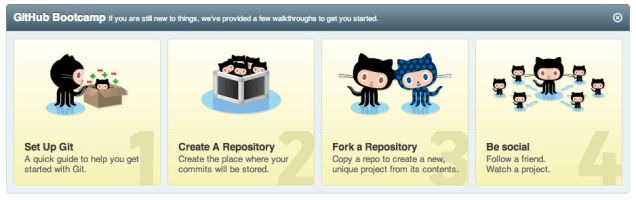 GitHub Bootcamp If you are still new to things, we've provided a few walkthroughs to get you started.
Set Up Git
A quick guide to help you get
started with Git.
1
Create A Repository
Create the place where your
commits will be stored.
2
Fork a Repository
Copy a repo to create a new,
unique project from its contents.
3
Be social
Follow a friend.
Watch a project.
4